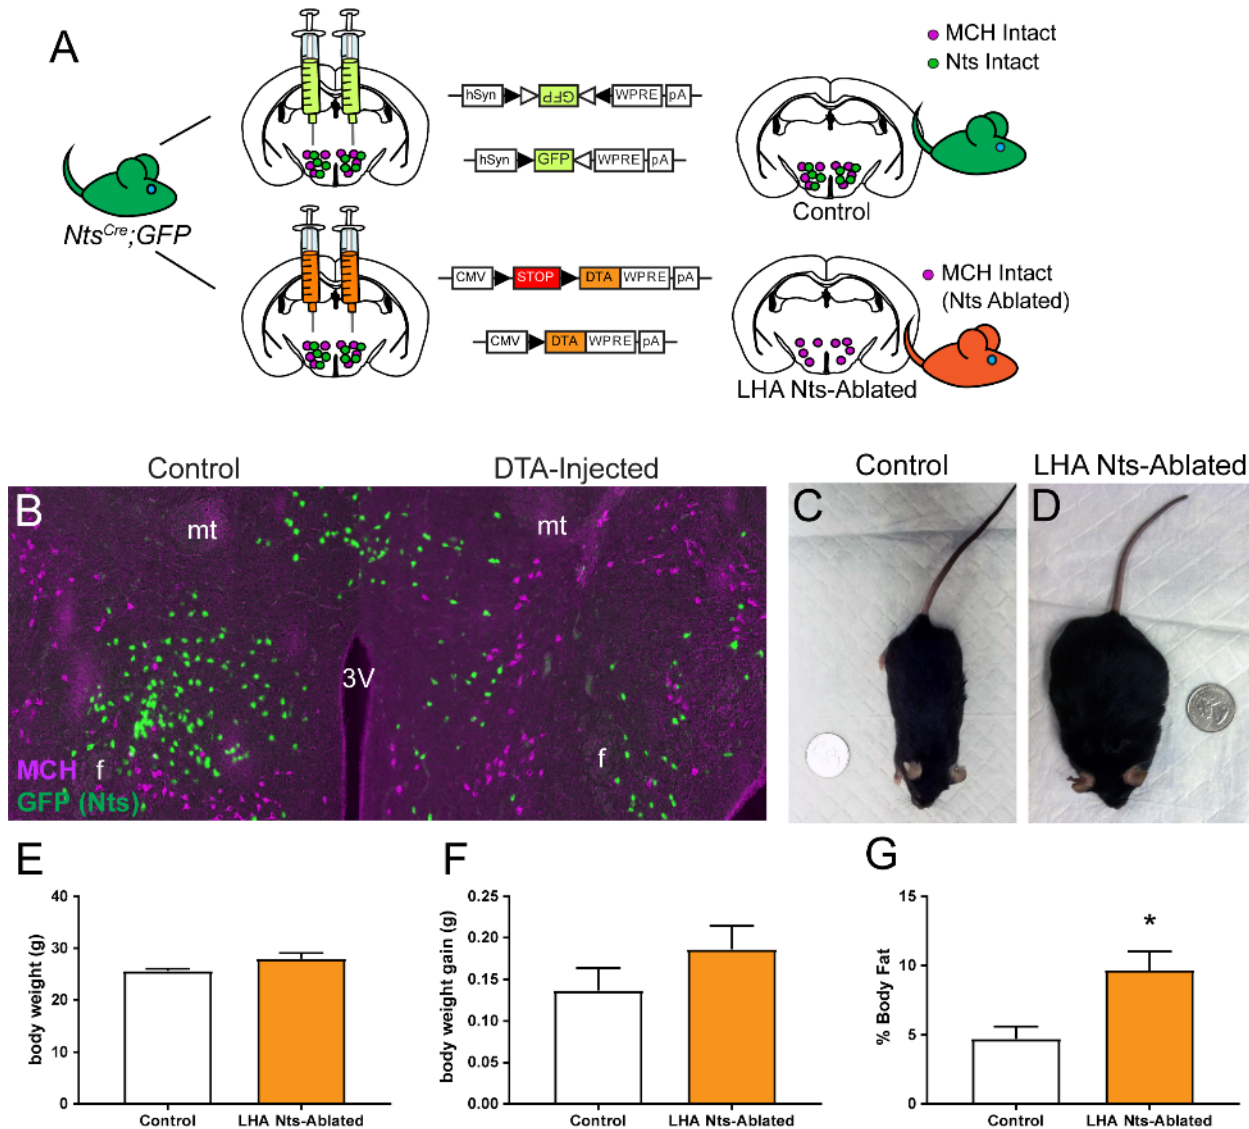 A
Nts^Cre;GFP
hSyn GFP WPRE pA
hSyn GFP WPRE pA
MCH Intact
Nts Intact
Control
CMV STOP DTA WPRE pA
CMV DTA WPRE pA
MCH Intact
(Nts Ablated)
LHA Nts-Ablated
Control DTA-Injected
B
mt mt
3V
f f
MCH
GFP (Nts)
Control
C
LHA Nts-Ablated
D
E
body weight (g)
40
30
20
10
0
Control LHA Nts-Ablated
F
body weight gain (g)
0.25
0.20
0.15
0.10
0.05
0.00
Control LHA Nts-Ablated
G
% Body Fat
15
10
5
0
*
Control LHA Nts-Ablated